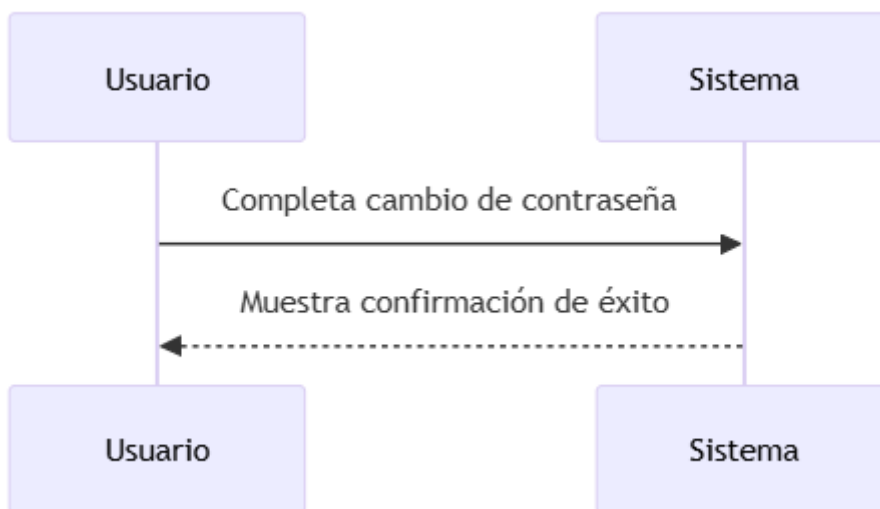 Usuario
Sistema
Completa cambio de contraseña
Muestra confirmación de éxito
Usuario
Sistema